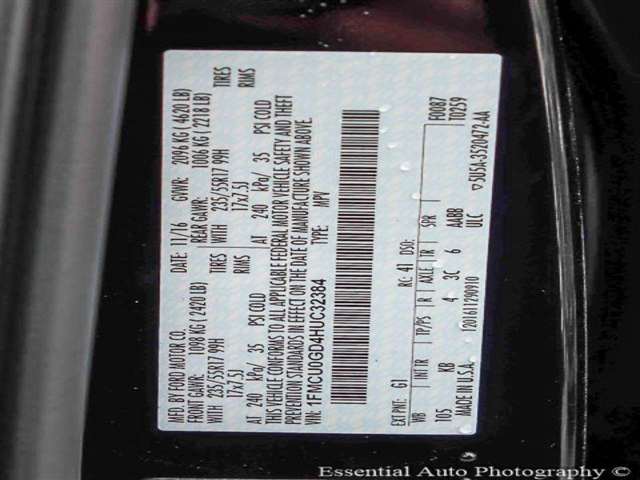 MFD. BY FORD MOTOR CO.
DATE: 11/16 GVWR: 2096 KG ( 4620 LB)
FRONT GAWR: 1098 KG ( 2420 LB)
REAR GAWR: 1006 KG ( 2218 LB)
WITH 235/55R17 99H TIRES
WITH 235/55R17 99H TIRES
17x7.5J RIMS
17x7.5J RIMS
AT 240 kPa/ 35 PSI COLD
AT 240 kPa/ 35 PSI COLD
THIS VEHICLE CONFORMS TO ALL APPLICABLE FEDERAL MOTOR VEHICLE SAFETY AND THEFT
PREVENTION STANDARDS IN EFFECT ON THE DATE OF MANUFACTURE SHOWN ABOVE.
VIN: 1FMCU0GD4HUC32384
TYPE: MPV
F0087
T0259
EXT PNT: G1 RC: 41 DSO:
WB INT TR TP/PS R AXLE TR SPR
105 KB 4 3C 6 AABB
ULC
MADE IN U.S.A. 1201611290910
5U5A-3520472-AA
Essential Auto Photography ©